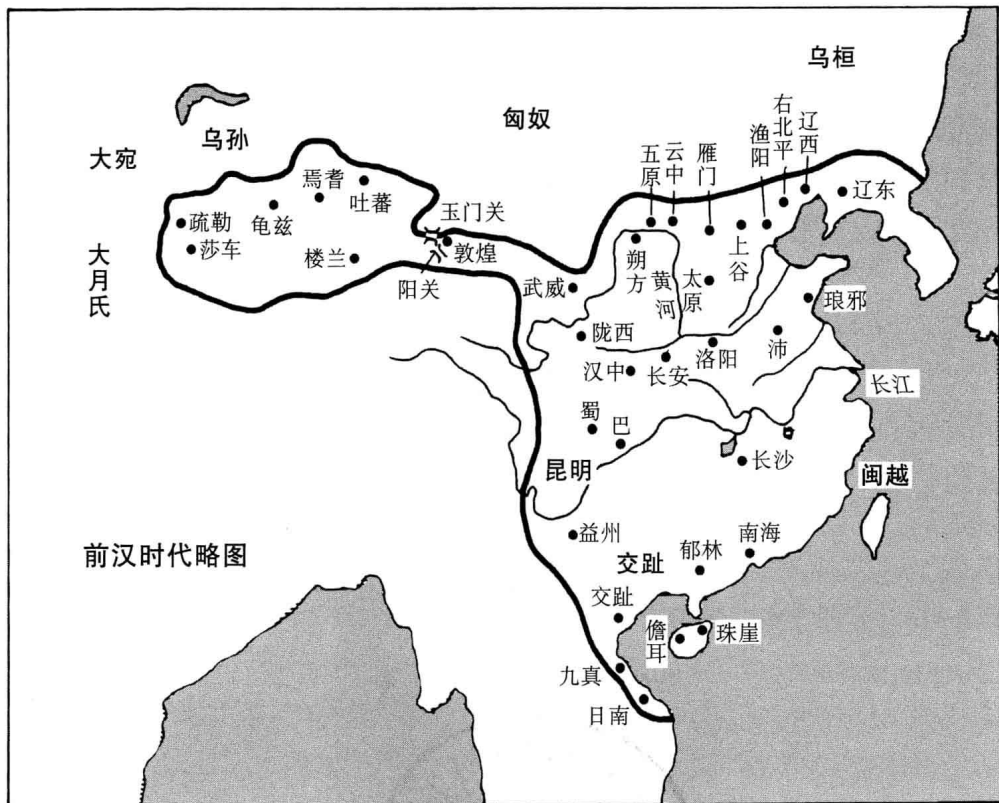 乌桓
匈奴
乌孙
大宛
大月氏
焉耆
吐蕃
龟兹
疏勒
莎车
楼兰
玉门关
敦煌
阳关
武威
五原
云中
雁门
渔阳
右北平
辽西
辽东
上谷
朔方
黄河
太原
琅邪
陇西
洛阳
沛
汉中
长安
长江
蜀
巴
昆明
长沙
闽越
益州
南海
郁林
交趾
交趾
儋耳
珠崖
九真
日南
前汉时代略图